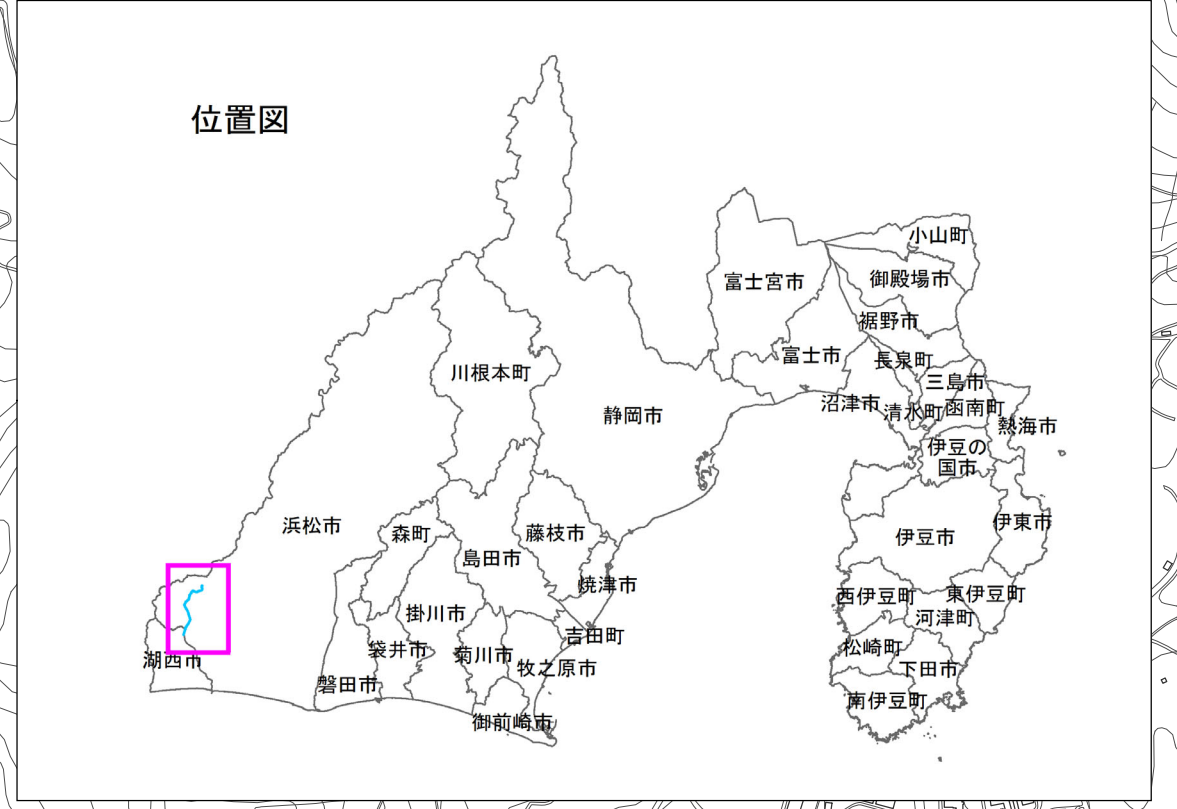 位置図
小山町
御殿場市
富士宮市
裾野市
富士市
長泉町
川根本町
三島市
沼津市
清水町
函南町
静岡市
熱海市
伊豆の
国市
浜松市
伊東市
森町
藤枝市
伊豆市
島田市
焼津市
西伊豆町
東伊豆町
掛川市
河津町
吉田町
袋井市
菊川市
松崎町
湖西市
牧之原市
下田市
磐田市
南伊豆町
御前崎市